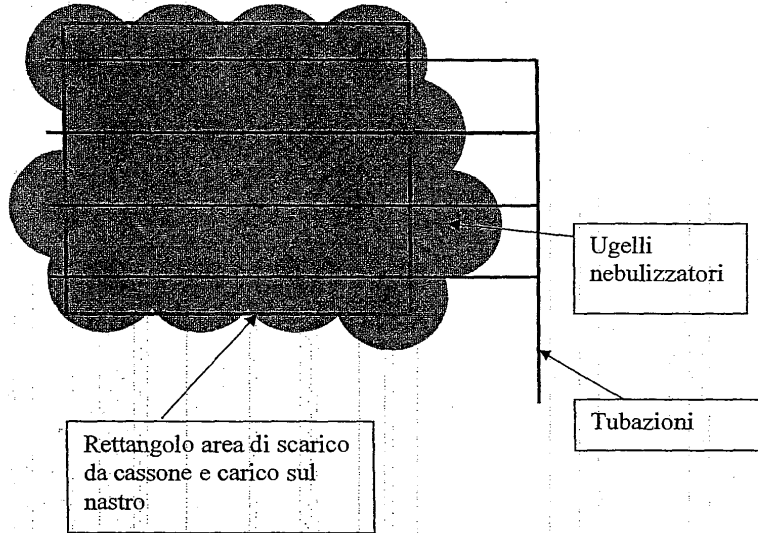 Ugelli
nebulizzatori
Tubazioni
Rettangolo area di scarico
da cassone e carico sul
nastro